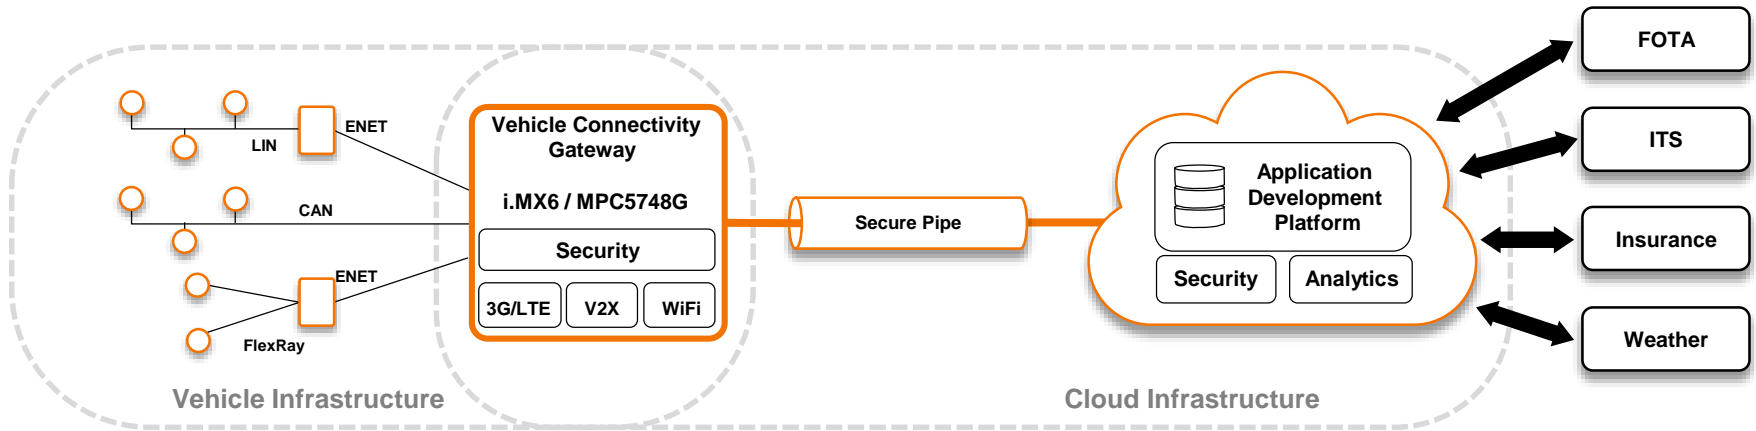 ENET
LIN
CAN
ENET
FlexRay
Vehicle Infrastructure
Vehicle Connectivity
Gateway
i.MX6 / MPC5748G
Security
3G/LTE
V2X
WiFi
Secure Pipe
Application
Development
Platform
Security
Analytics
Cloud Infrastructure
FOTA
ITS
Insurance
Weather